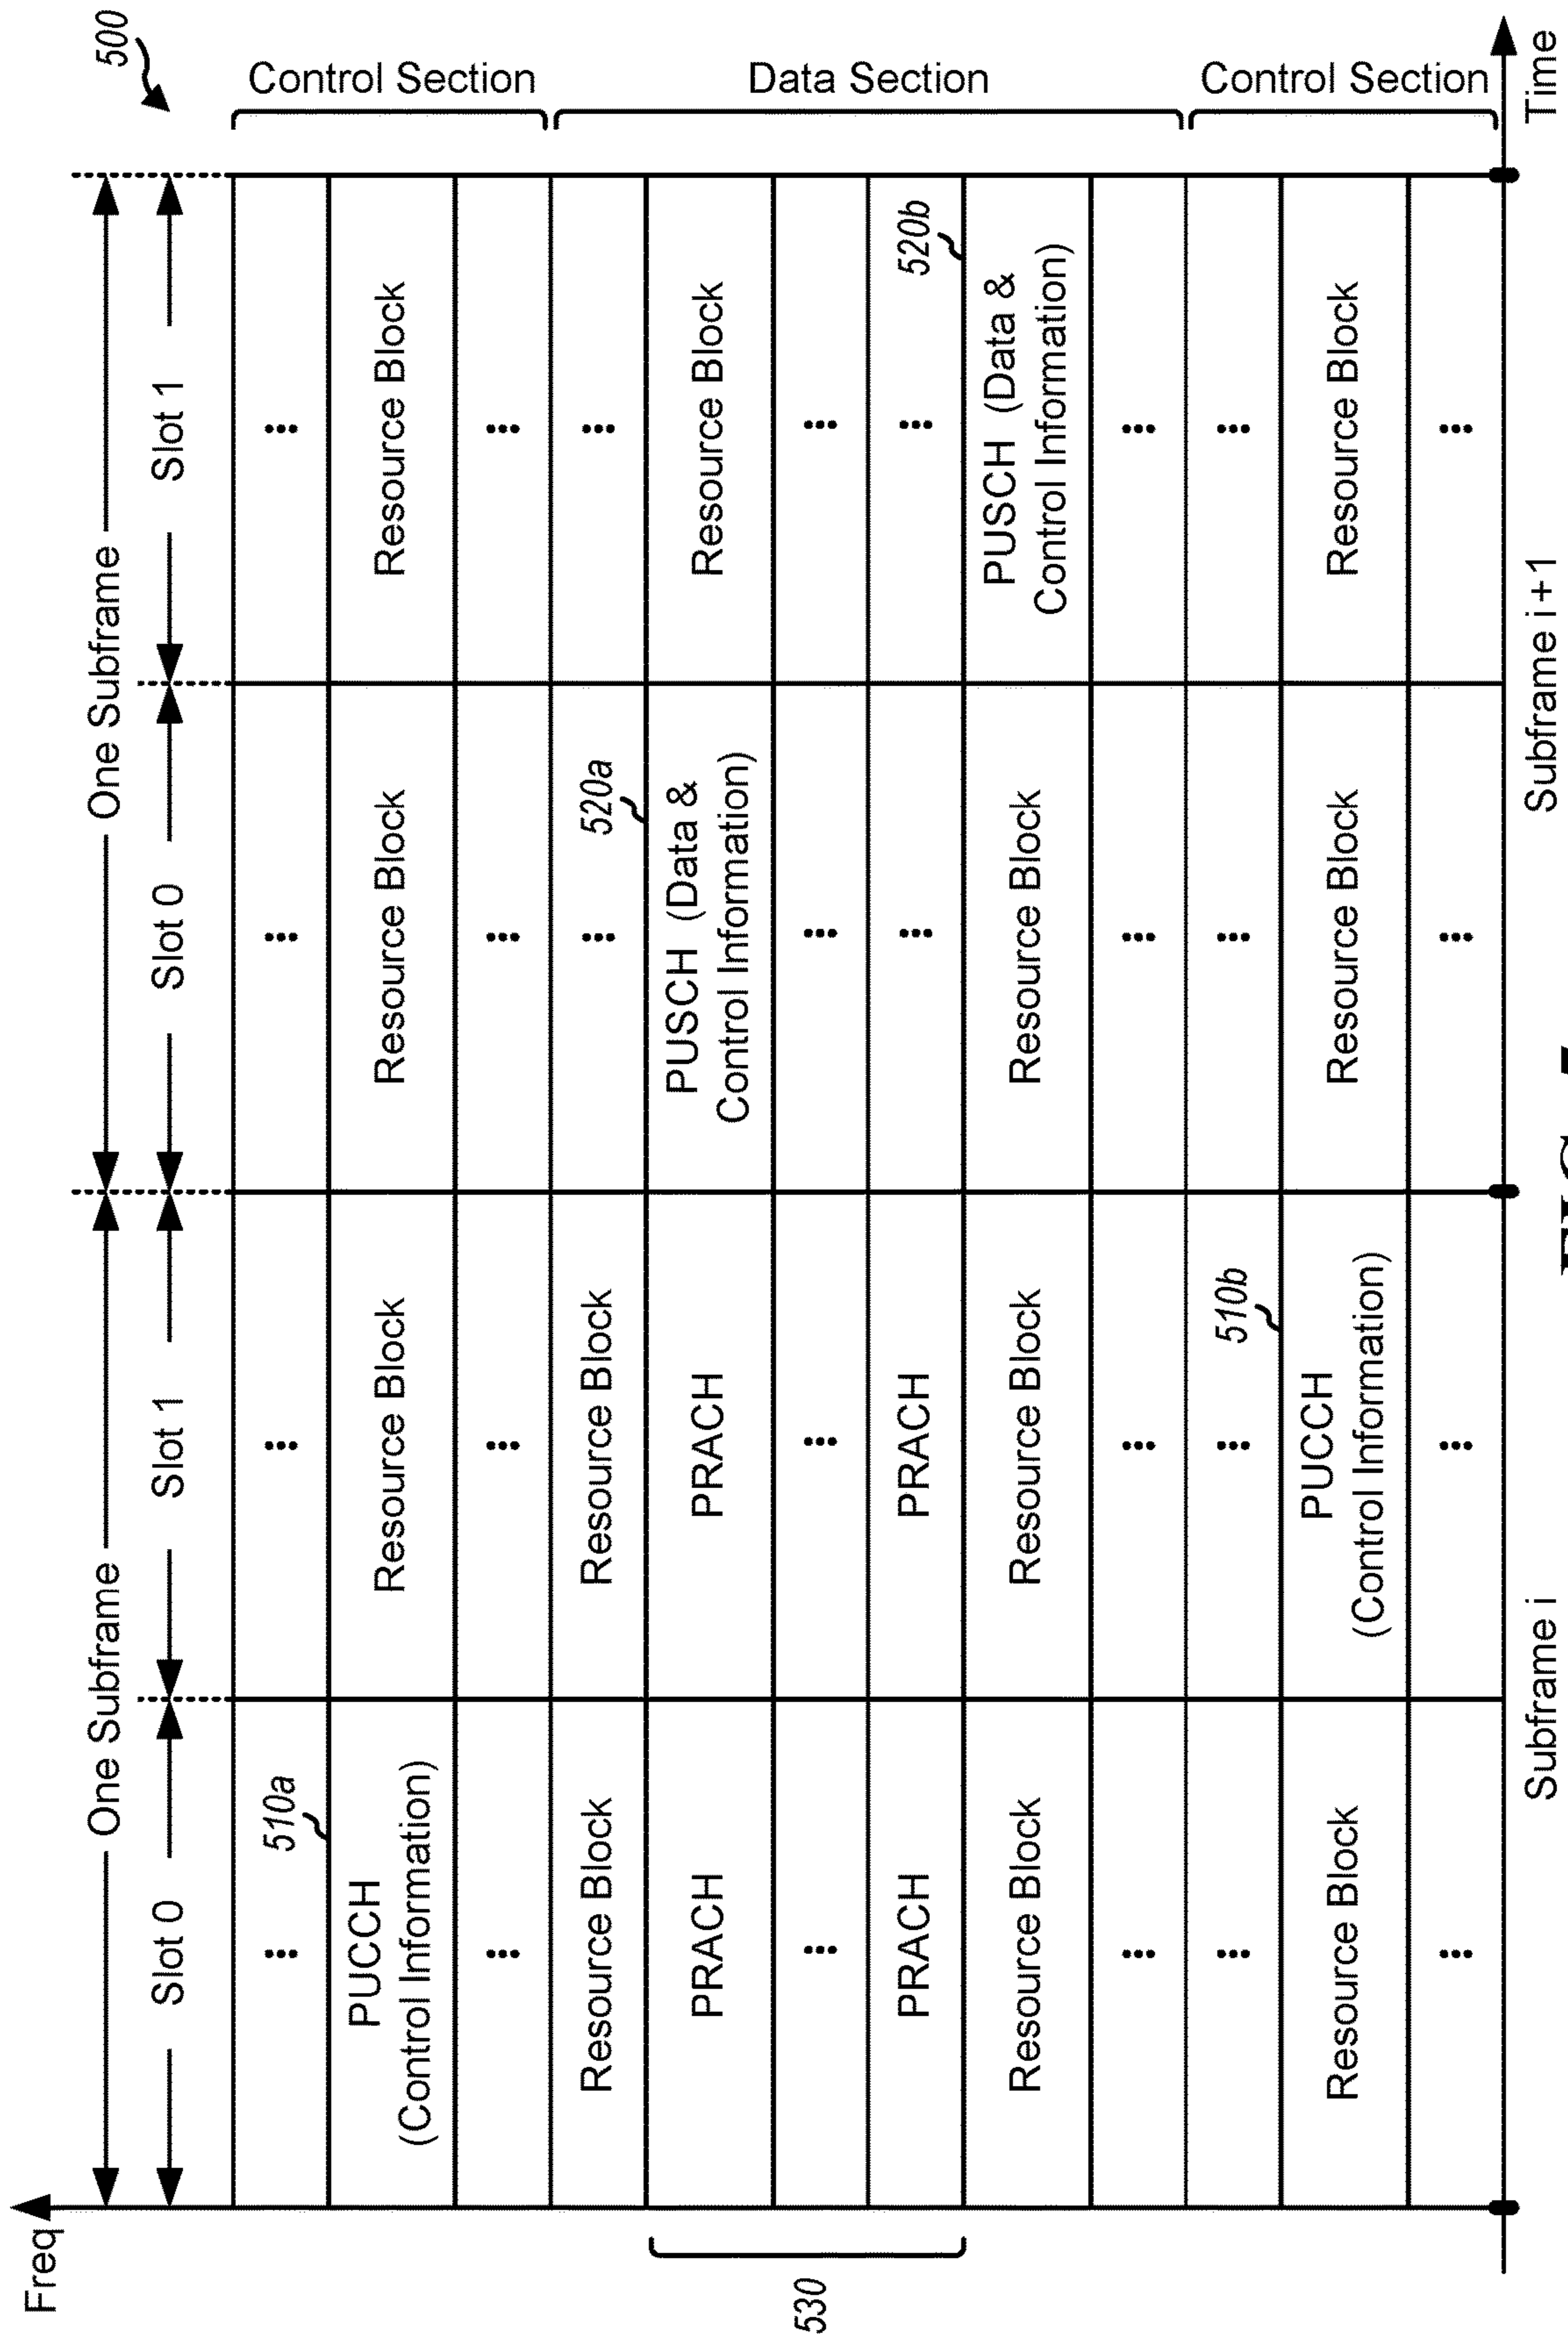 500
Freq
One Subframe One Subframe
Slot 0 Slot 1 Slot 0 Slot 1
... ... ... ...
510a
PUCCH
(Control Information)
Resource Block Resource Block Resource Block
Control Section
... ... ... ...
Resource Block Resource Block ... ...
520a
PRACH PRACH
PUSCH (Data &
Control Information)
Resource Block
530
... ... ... ...
Data Section
PRACH PRACH ... ...
520b
Resource Block Resource Block Resource Block
PUSCH (Data &
Control Information)
... ... ... ...
... ... ... ...
510b
Resource Block
PUCCH
(Control Information)
Resource Block Resource Block
Control Section
... ... ... ...
Subframe i Subframe i + 1 Time